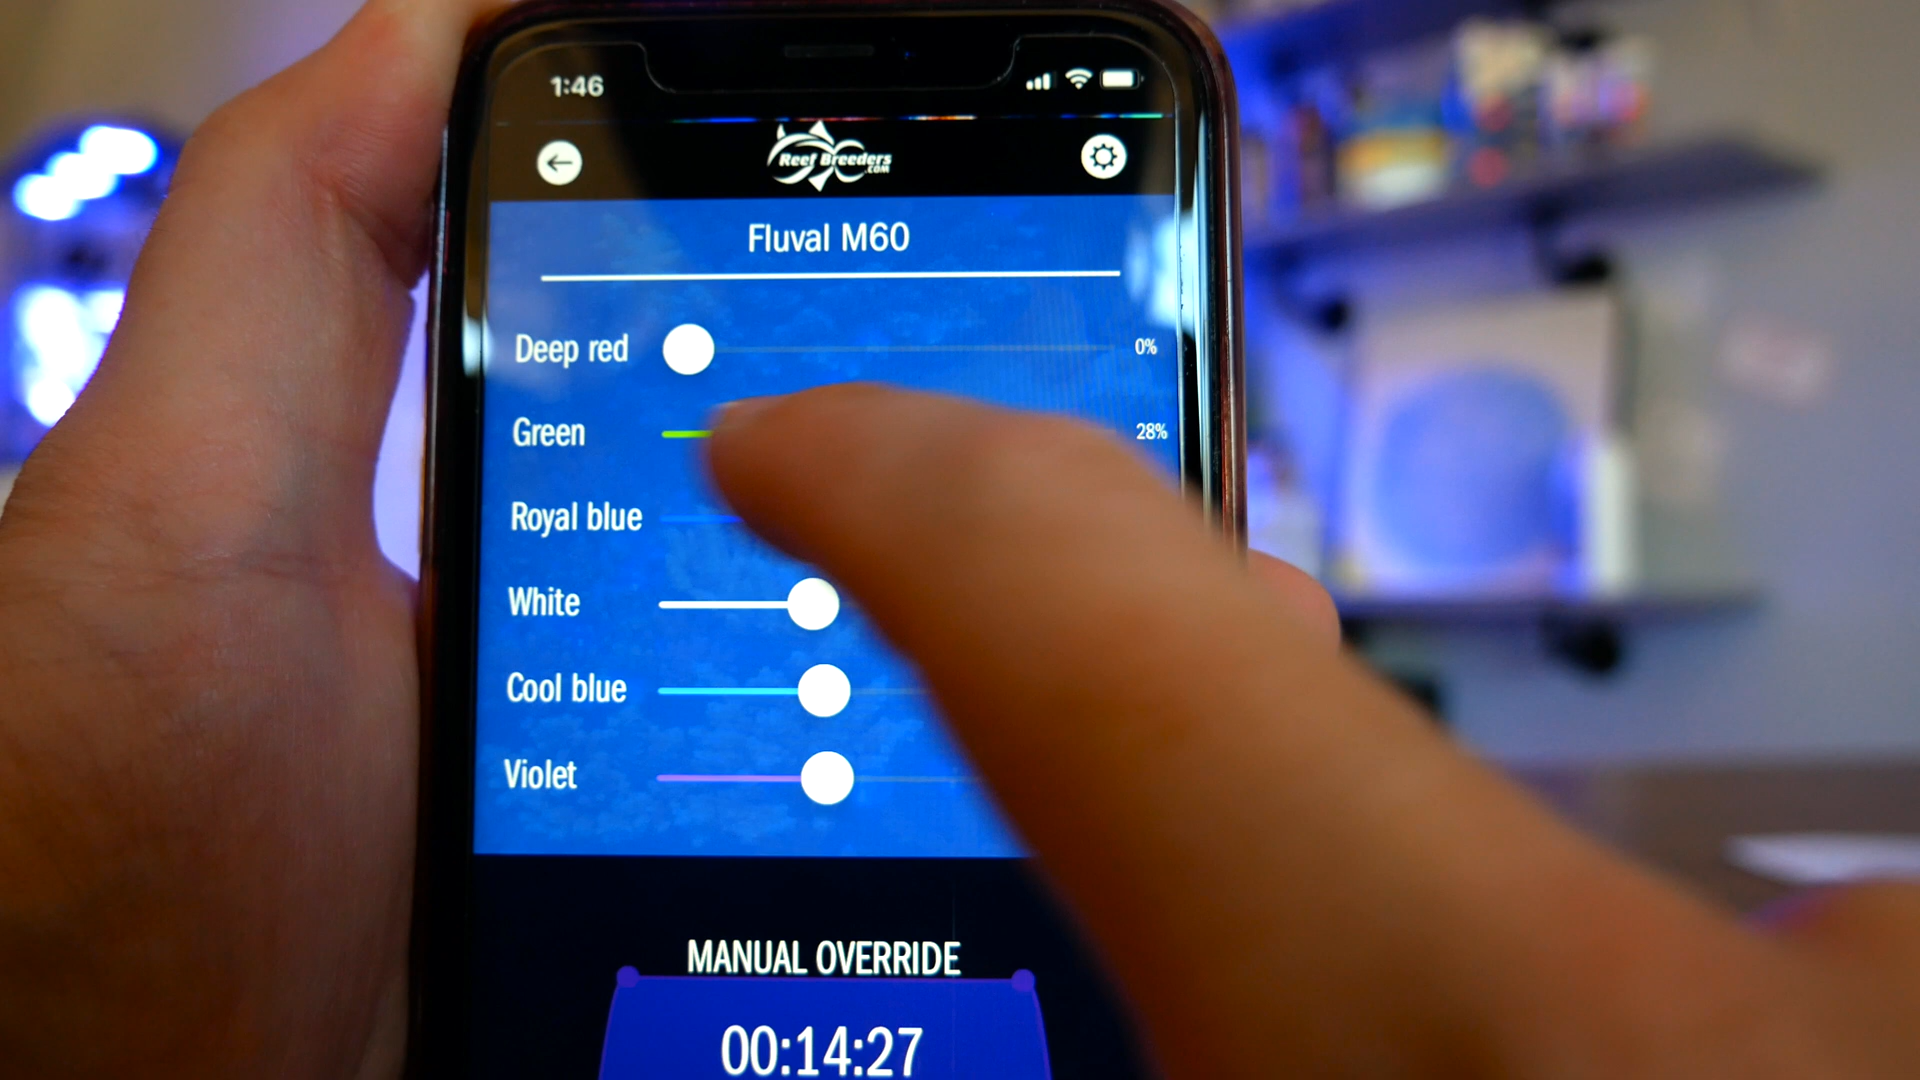 1:46
Reef Breeders
.COM
Fluval M60
Deep red 0%
Green 28%
Royal blue
White
Cool blue
Violet
MANUAL OVERRIDE
00:14:27